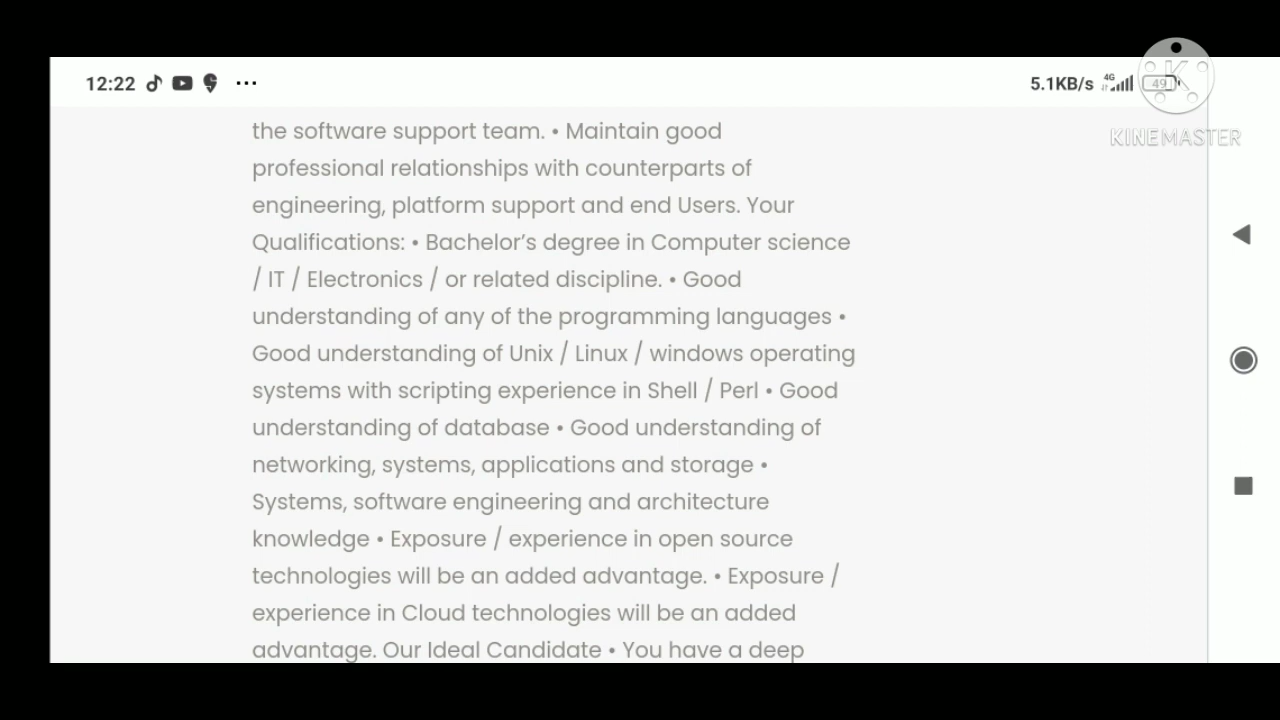 12:22 ...
5.1KB/s 4G 49
KINEMASTER
the software support team. • Maintain good
professional relationships with counterparts of
engineering, platform support and end Users. Your
Qualifications: • Bachelor’s degree in Computer science
/ IT / Electronics / or related discipline. • Good
understanding of any of the programming languages •
Good understanding of Unix / Linux / windows operating
systems with scripting experience in Shell / Perl • Good
understanding of database • Good understanding of
networking, systems, applications and storage •
Systems, software engineering and architecture
knowledge • Exposure / experience in open source
technologies will be an added advantage. • Exposure /
experience in Cloud technologies will be an added
advantage. Our Ideal Candidate • You have a deep